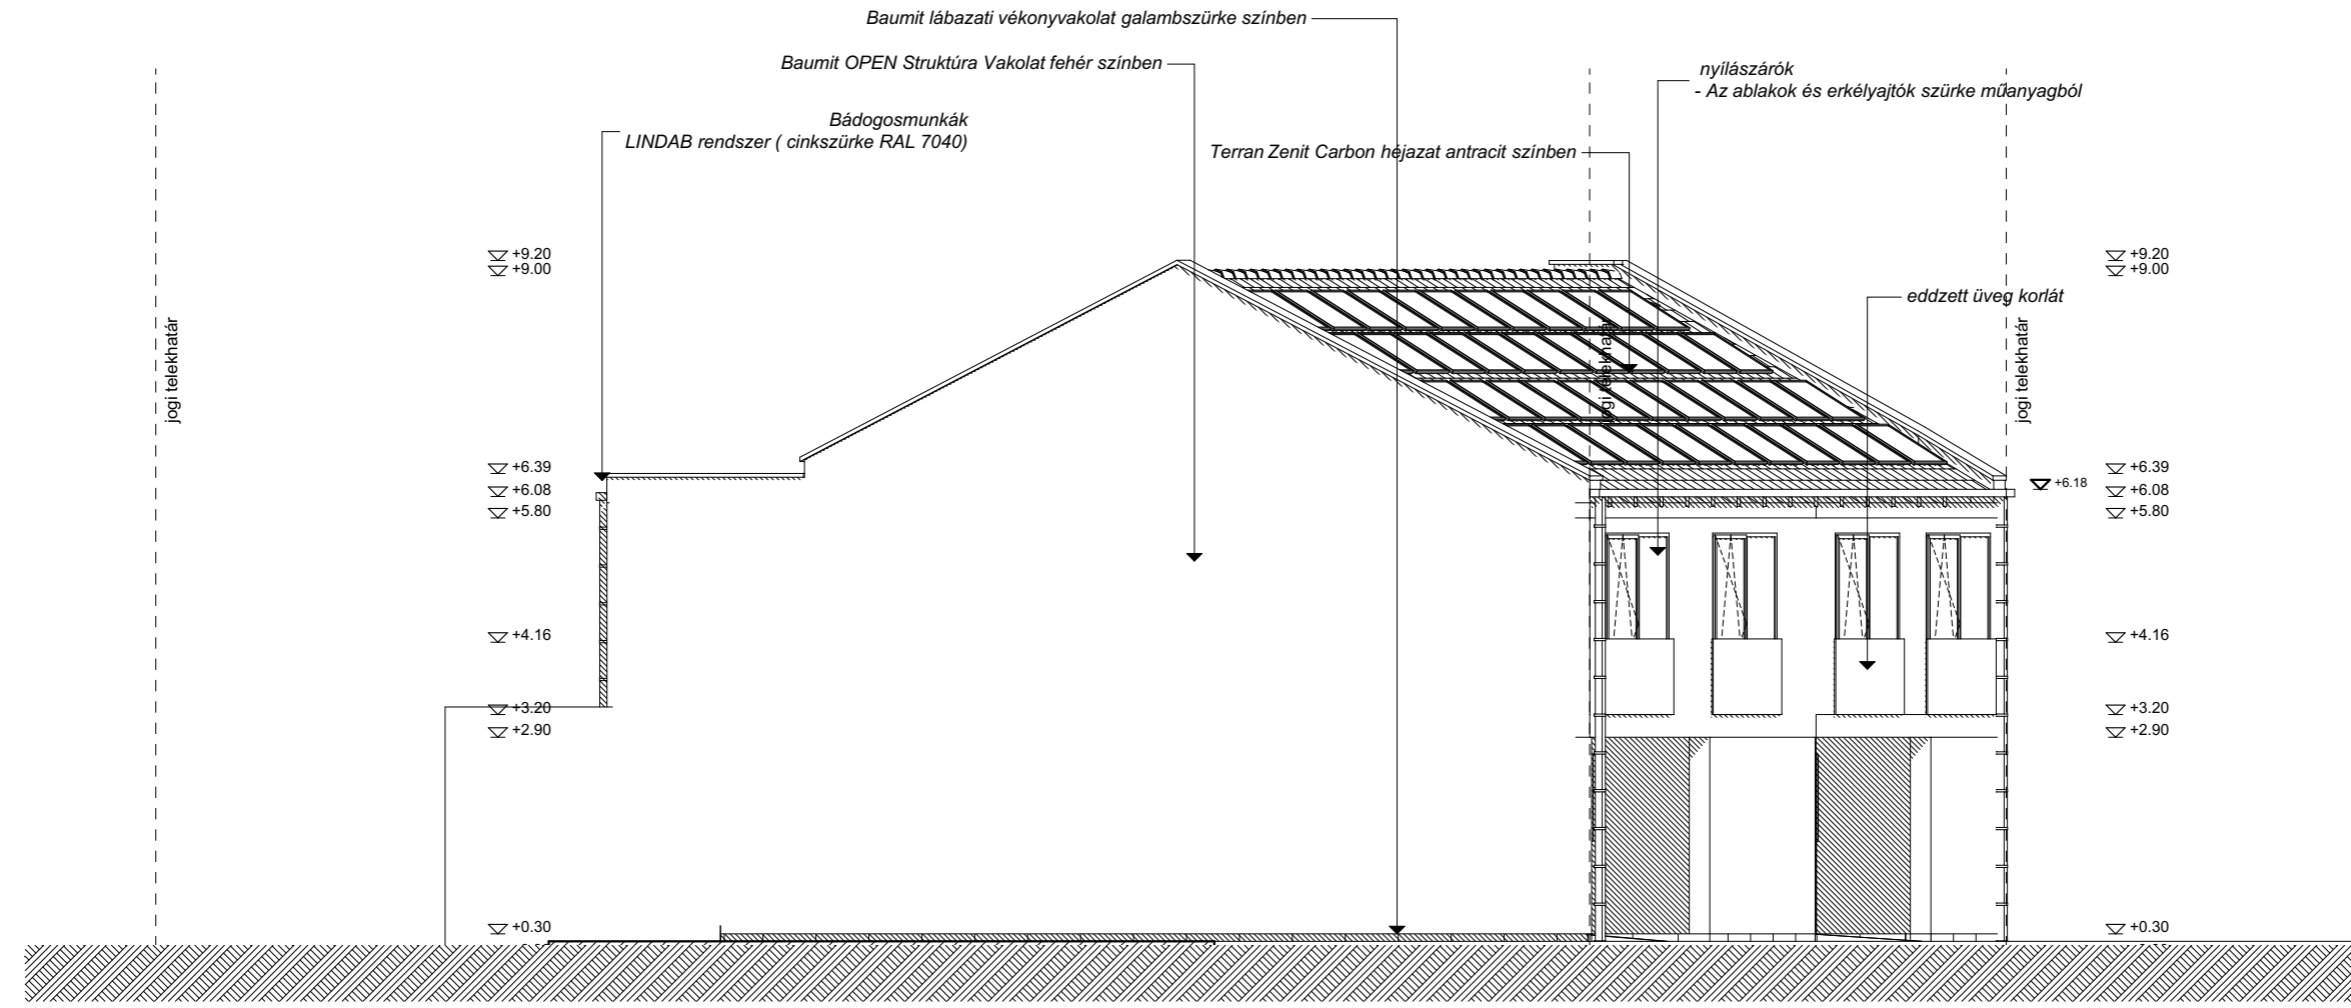 Baumit lábazati vékonyvakolat galambszürke színben
Baumit OPEN Struktúra Vakolat fehér színben
nyílászárók
- Az ablakok és erkélyajtók szürke műanyagból
Bádogosmunkák
LINDAB rendszer ( cinkszürke RAL 7040)
Terran Zenit Carbon héjazat antracit színben
+9.20
+9.00
+9.20
+9.00
eddzett üveg korlát
jogi telekhatár
jogi telekhatár
jogi telekhatár
+6.39
+6.08
+5.80
+6.39
+6.18
+6.08
+5.80
+4.16
+4.16
+3.20
+2.90
+3.20
+2.90
+0.30
+0.30